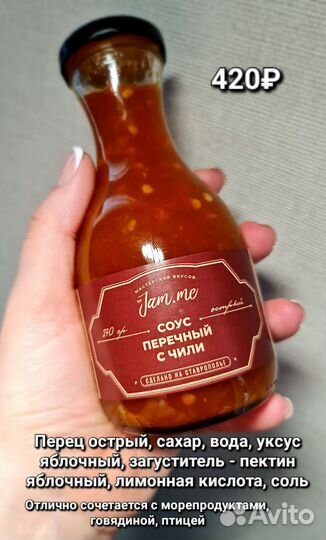 420₽
МАСТЕРСКАЯ ВКУСОВ
Jam.me
острый
СОУС
ПЕРЕЧНЫЙ
С ЧИЛИ
СДЕЛАНО НА СТАВРОПОЛЬЕ
Перец острый, сахар, вода, уксус
яблочный, загуститель - пектин
яблочный, лимонная кислота, соль
Отлично сочетается с морепродуктами,
говядиной, птицей
Avito